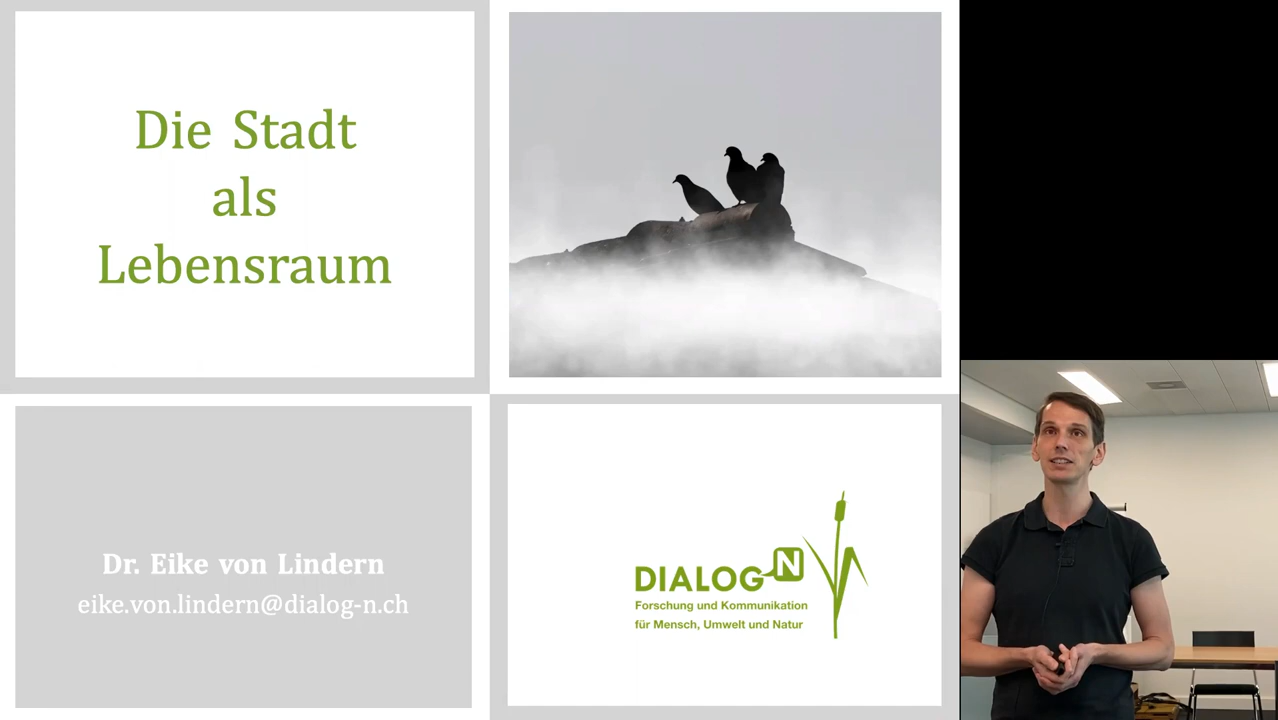 Die Stadt
als
Lebensraum
Dr. Eike von Lindern
eike.von.lindern@dialog-n.ch
DIALOG N
Forschung und Kommunikation
für Mensch, Umwelt und Natur